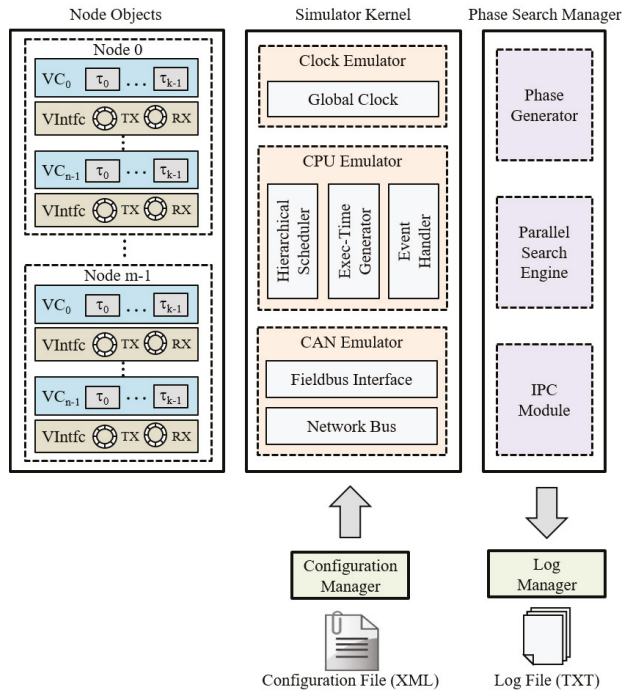 Node Objects
Node 0
VC0 τ0 ... τk-1
VIntfc TX RX
VCn-1 τ0 ... τk-1
VIntfc TX RX
Node m-1
VC0 τ0 ... τk-1
VIntfc TX RX
VCn-1 τ0 ... τk-1
VIntfc TX RX
Simulator Kernel
Clock Emulator
Global Clock
CPU Emulator
Hierarchical
Scheduler
Exec-Time
Generator
Event
Handler
CAN Emulator
Fieldbus Interface
Network Bus
Phase Search Manager
Phase
Generator
Parallel
Search
Engine
IPC
Module
Configuration
Manager
Configuration File (XML)
Log
Manager
Log File (TXT)